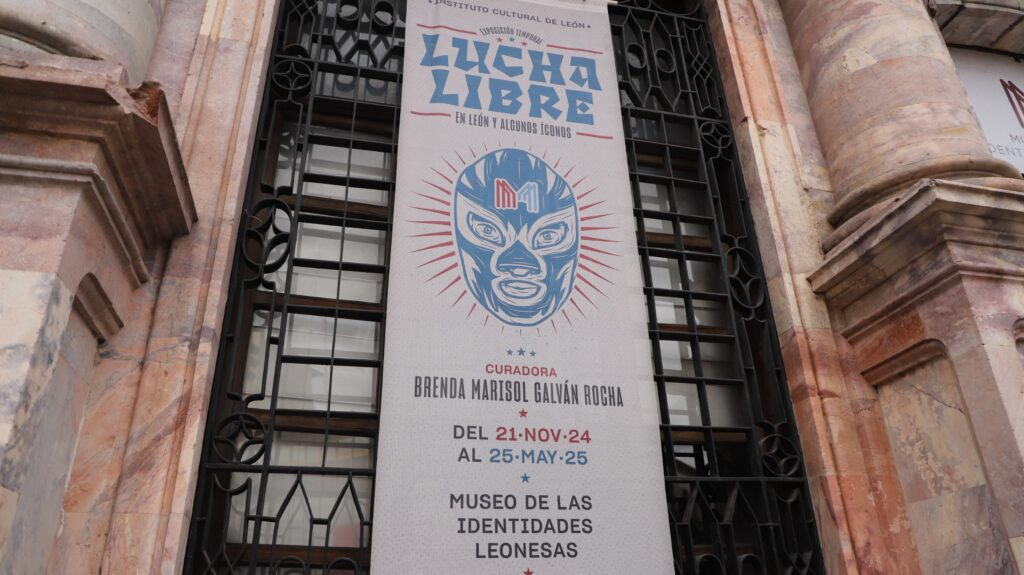 INSTITUTO CULTURAL DE LEÓN
EXPOSICIÓN TEMPORAL
LUCHA
LIBRE
EN LEÓN Y ALGUNOS ÍCONOS
CURADORA
BRENDA MARISOL GALVÁN ROCHA
DEL 21·NOV·24
AL 25·MAY·25
MUSEO DE LAS
IDENTIDADES
LEONESAS